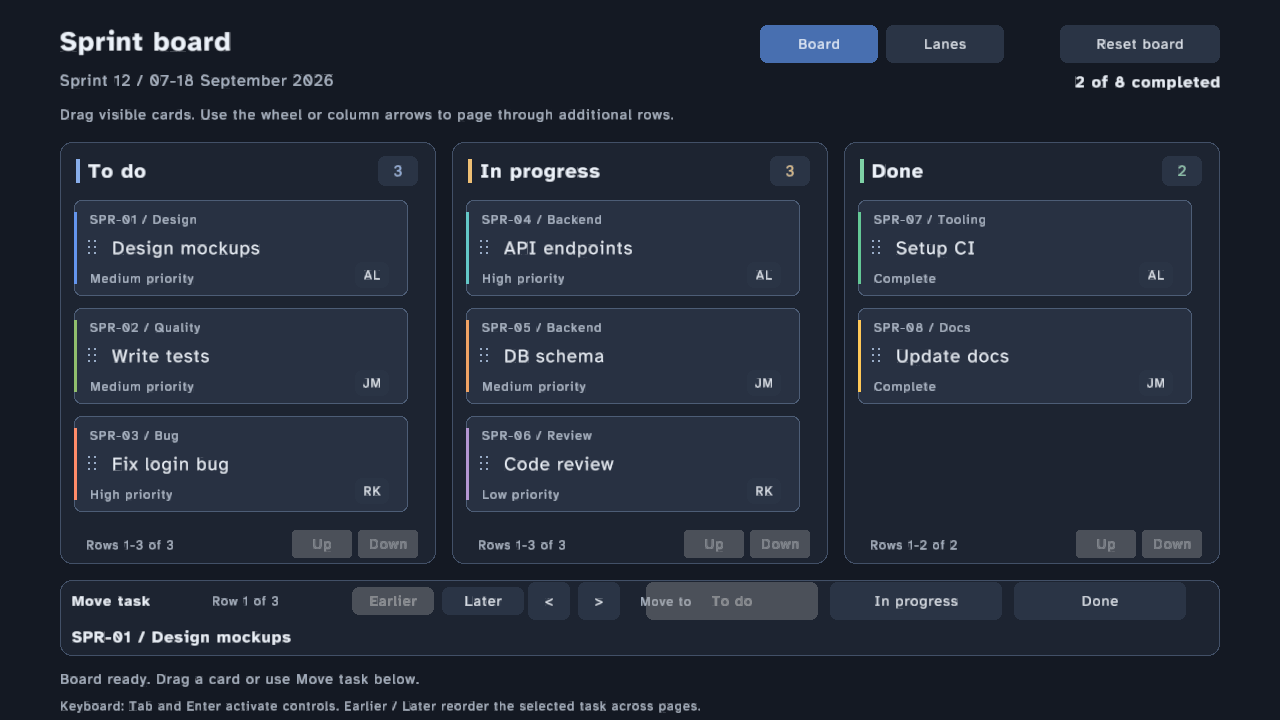 Sprint board
Board
Lanes
Reset board
Sprint 12 / 07-18 September 2026
2 of 8 completed
Drag visible cards. Use the wheel or column arrows to page through additional rows.
To do
3
SPR-01 / Design
Design mockups
Medium priority
AL
SPR-02 / Quality
Write tests
Medium priority
JM
SPR-03 / Bug
Fix login bug
High priority
RK
Rows 1-3 of 3
Up
Down
In progress
3
SPR-04 / Backend
API endpoints
High priority
AL
SPR-05 / Backend
DB schema
Medium priority
JM
SPR-06 / Review
Code review
Low priority
RK
Rows 1-3 of 3
Up
Down
Done
2
SPR-07 / Tooling
Setup CI
Complete
AL
SPR-08 / Docs
Update docs
Complete
JM
Rows 1-2 of 2
Up
Down
Move task
Row 1 of 3
Earlier
Later
<
>
Move to
To do
In progress
Done
SPR-01 / Design mockups
Board ready. Drag a card or use Move task below.
Keyboard: Tab and Enter activate controls. Earlier / Later reorder the selected task across pages.